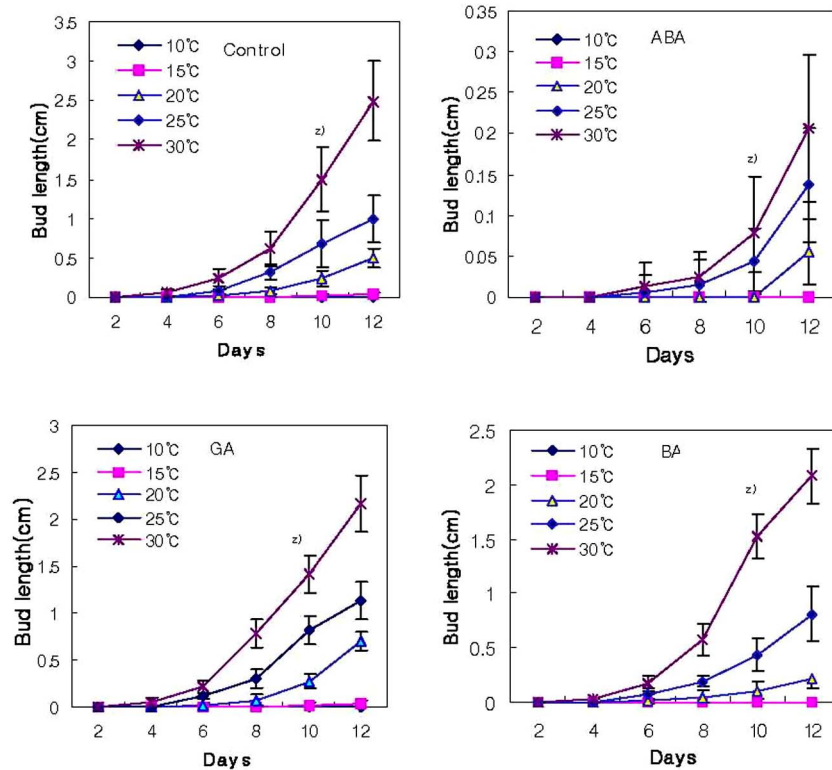 Control
10℃
15℃
20℃
25℃
30℃
z)
Bud length(cm)
3.5
3
2.5
2
1.5
1
0.5
0
2 4 6 8 10 12
Days
ABA
10℃
15℃
20℃
25℃
30℃
z)
Bud length(cm)
0.35
0.3
0.25
0.2
0.15
0.1
0.05
0
2 4 6 8 10 12
Days
GA
10℃
15℃
20℃
25℃
30℃
z)
Bud length(cm)
3
2.5
2
1.5
1
0.5
0
2 4 6 8 10 12
Days
BA
10℃
15℃
20℃
25℃
30℃
z)
Bud length(cm)
2.5
2
1.5
1
0.5
0
2 4 6 8 10 12
Days